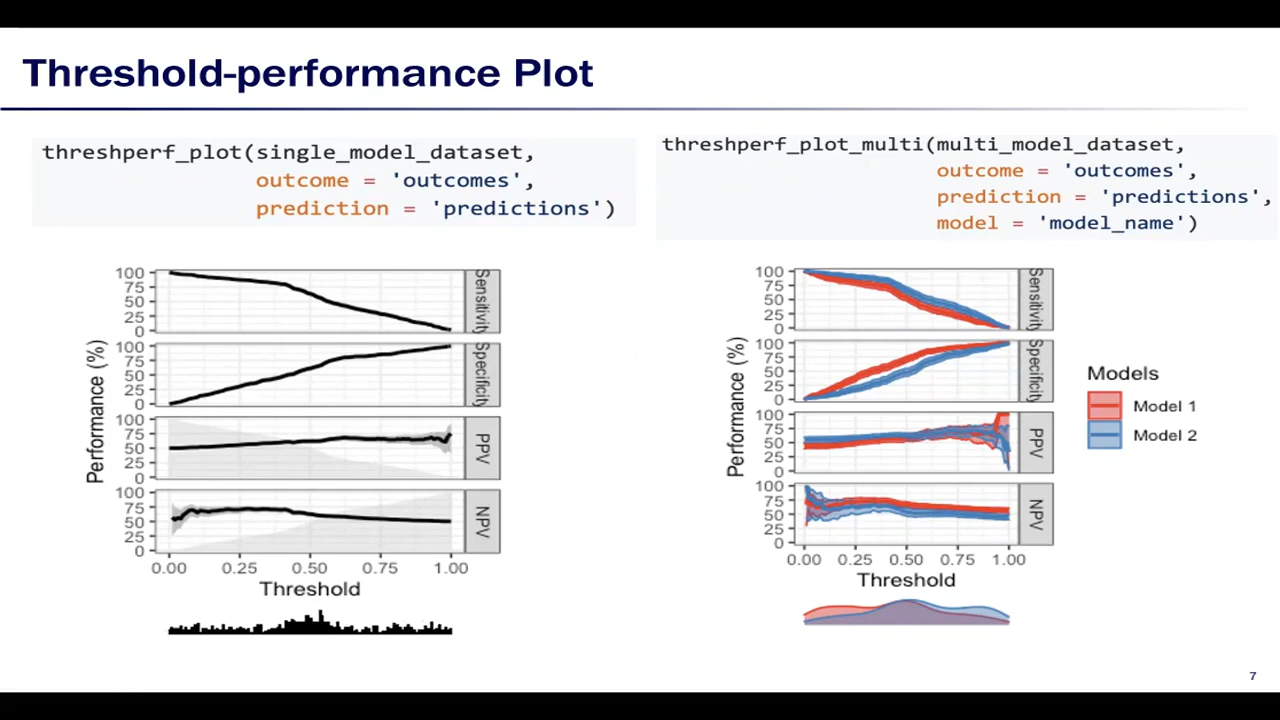 Threshold-performance Plot
threshperf_plot(single_model_dataset,
outcome = 'outcomes',
prediction = 'predictions')
threshperf_plot_multi(multi_model_dataset,
outcome = 'outcomes',
prediction = 'predictions',
model = 'model_name')
Performance (%)
100
75
50
25
0
Sensitivity
100
75
50
25
0
Specificity
100
75
50
25
0
PPV
100
75
50
25
0
NPV
0.00 0.25 0.50 0.75 1.00
Threshold
Performance (%)
100
75
50
25
0
Sensitivity
100
75
50
25
0
Specificity
100
75
50
25
0
PPV
100
75
50
25
0
NPV
0.00 0.25 0.50 0.75 1.00
Threshold
Models
Model 1
Model 2
7